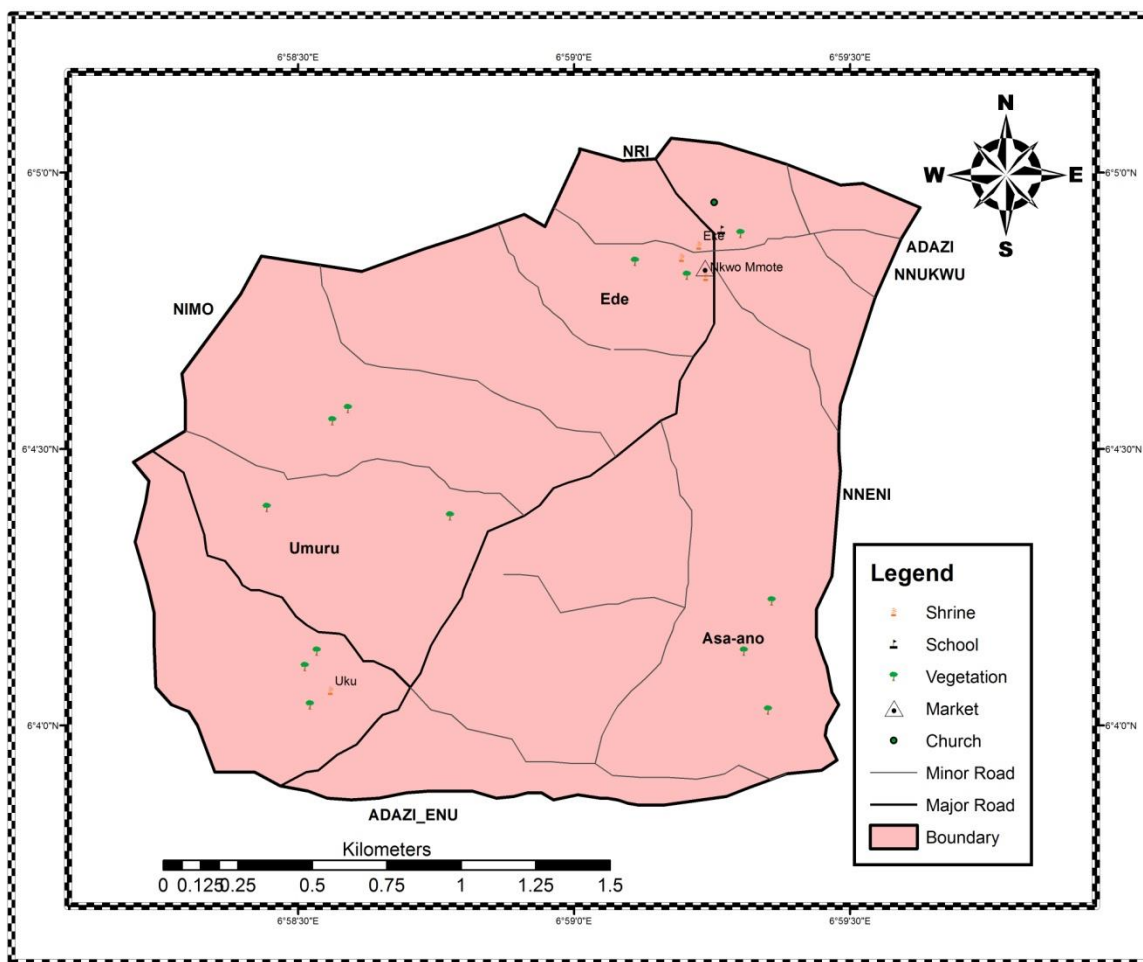 6°58'30"E
6°59'0"E
6°59'30"E
N
W
E
S
6°5'0"N
6°5'0"N
NRI
ADAZI
NNUKWU
Eke
Nkwo Mmote
Ede
NIMO
6°4'30"N
6°4'30"N
NNENI
Umuru
Asa-ano
Uku
6°4'0"N
6°4'0"N
ADAZI_ENU
Legend
Shrine
School
Vegetation
Market
Church
Minor Road
Major Road
Boundary
Kilometers
0 0.125 0.25 0.5 0.75 1 1.25 1.5
6°58'30"E
6°59'0"E
6°59'30"E